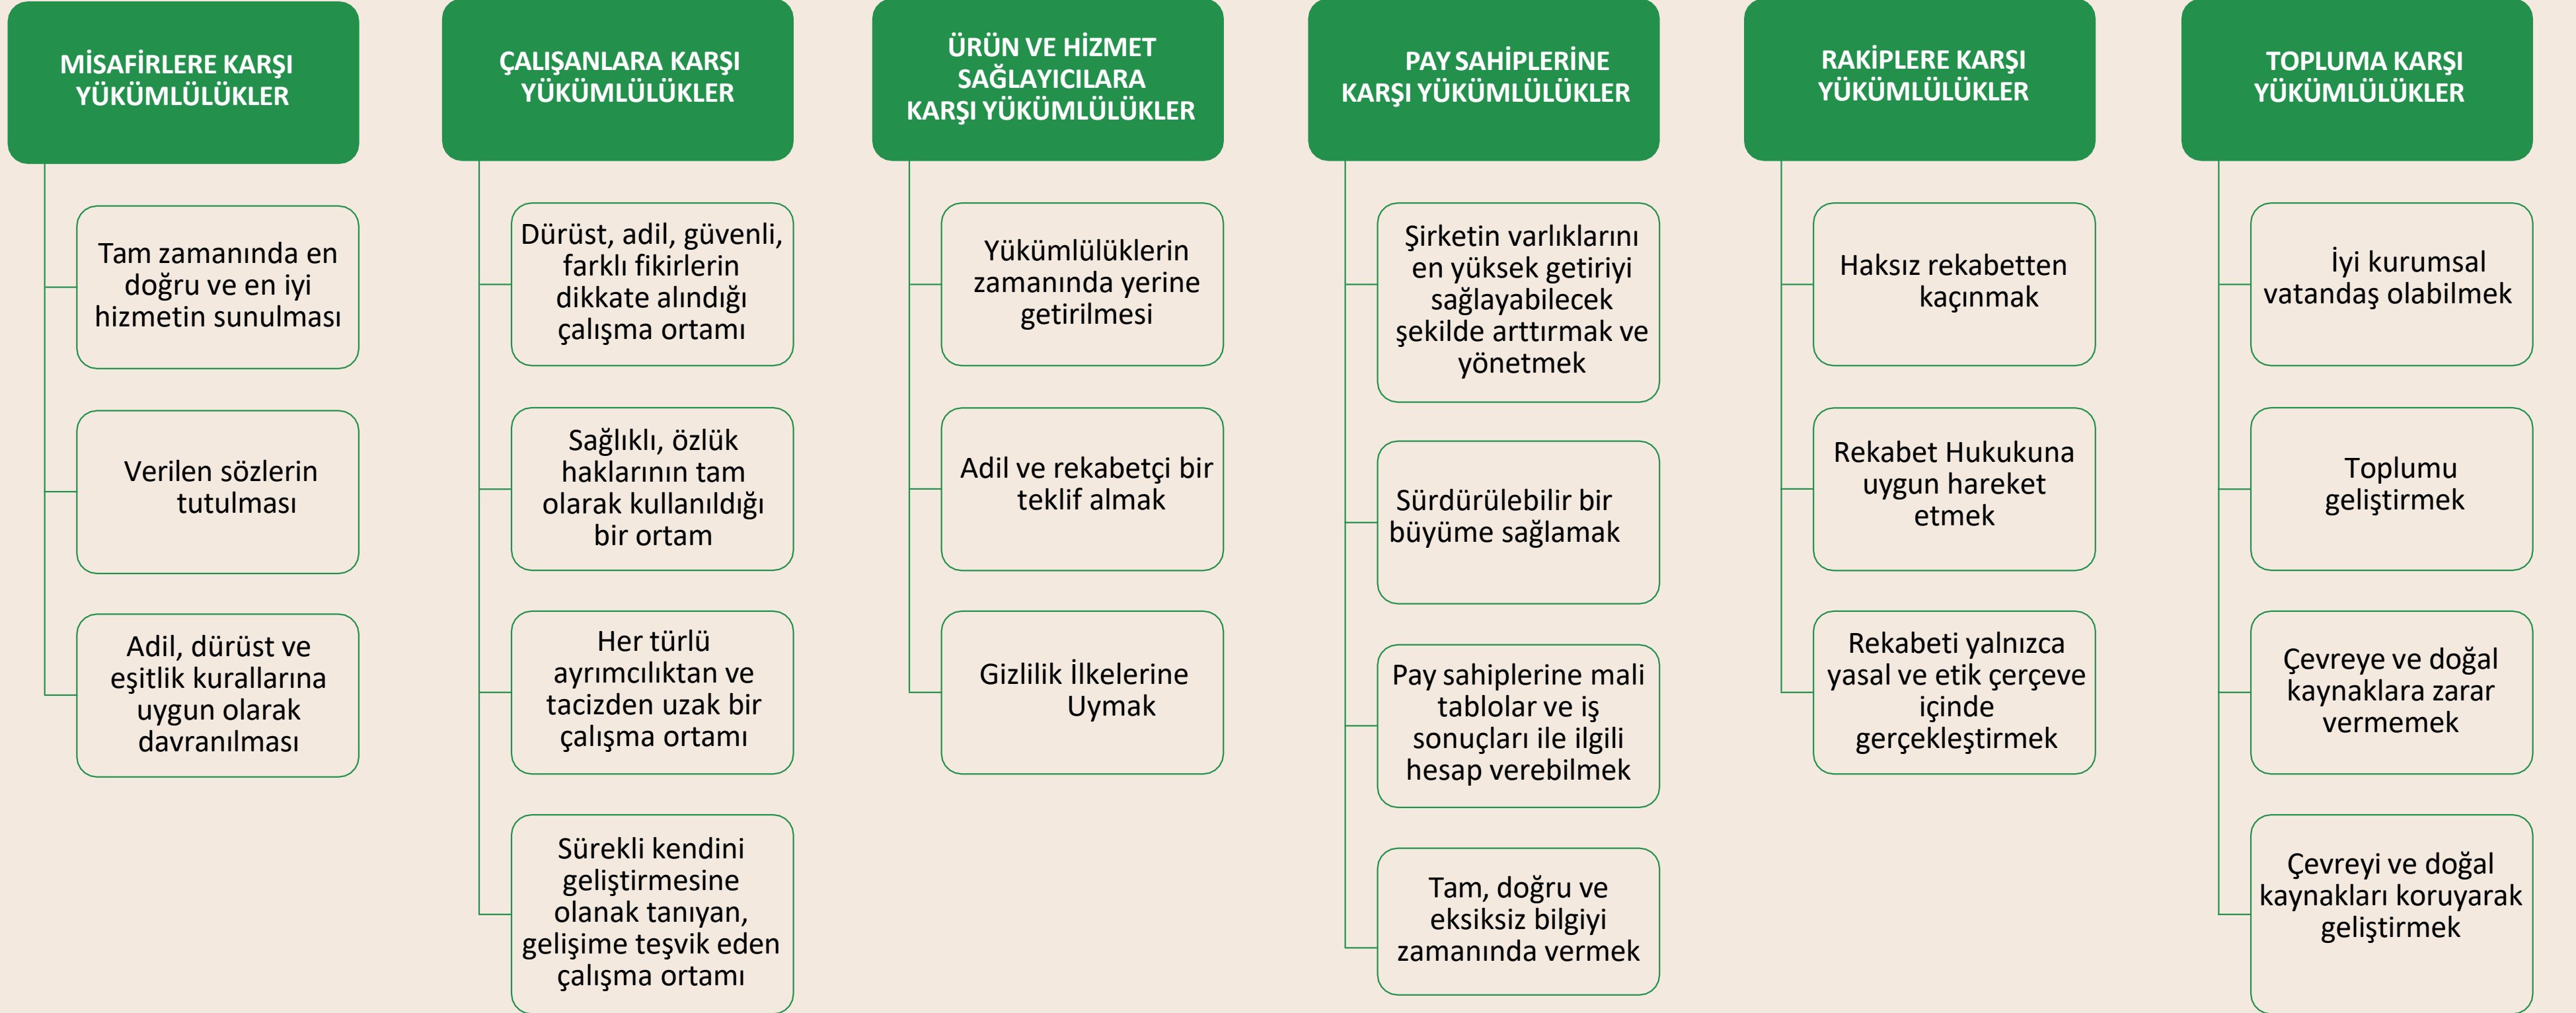 MİSAFİRLERE KARŞI
YÜKÜMLÜLÜKLER
Tam zamanında en
doğru ve en iyi
hizmetin sunulması
Verilen sözlerin
tutulması
Adil, dürüst ve
eşitlik kurallarına
uygun olarak
davranılması
ÇALIŞANLARA KARŞI
YÜKÜMLÜLÜKLER
Dürüst, adil, güvenli,
farklı fikirlerin
dikkate alındığı
çalışma ortamı
Sağlıklı, özlük
haklarının tam
olarak kullanıldığı
bir ortam
Her türlü
ayrımcılıktan ve
tacizden uzak bir
çalışma ortamı
Sürekli kendini
geliştirmesine
olanak tanıyan,
gelişime teşvik eden
çalışma ortamı
ÜRÜN VE HİZMET
SAĞLAYICILARA
KARŞI YÜKÜMLÜLÜKLER
Yükümlülüklerin
zamanında yerine
getirilmesi
Adil ve rekabetçi bir
teklif almak
Gizlilik İlkelerine
Uymak
PAY SAHİPLERİNE
KARŞI YÜKÜMLÜLÜKLER
Şirketin varlıklarını
en yüksek getiriyi
sağlayabilecek
şekilde arttırmak ve
yönetmek
Sürdürülebilir bir
büyüme sağlamak
Pay sahiplerine mali
tablolar ve iş
sonuçları ile ilgili
hesap verebilmek
Tam, doğru ve
eksiksiz bilgiyi
zamanında vermek
RAKİPLERE KARŞI
YÜKÜMLÜLÜKLER
Haksız rekabetten
kaçınmak
Rekabet Hukukuna
uygun hareket
etmek
Rekabeti yalnızca
yasal ve etik çerçeve
içinde
gerçekleştirmek
TOPLUMA KARŞI
YÜKÜMLÜLÜKLER
İyi kurumsal
vatandaş olabilmek
Toplumu
geliştirmek
Çevreye ve doğal
kaynaklara zarar
vermemek
Çevreyi ve doğal
kaynakları koruyarak
geliştirmek